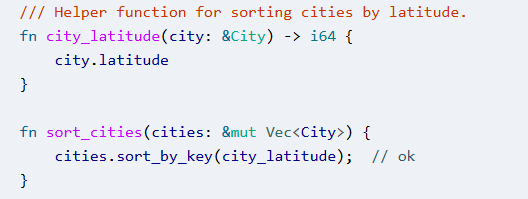 /// Helper function for sorting cities by latitude.
fn city_latitude(city: &City) -> i64 {
    city.latitude
}

fn sort_cities(cities: &mut Vec<City>) {
    cities.sort_by_key(city_latitude);  // ok
}